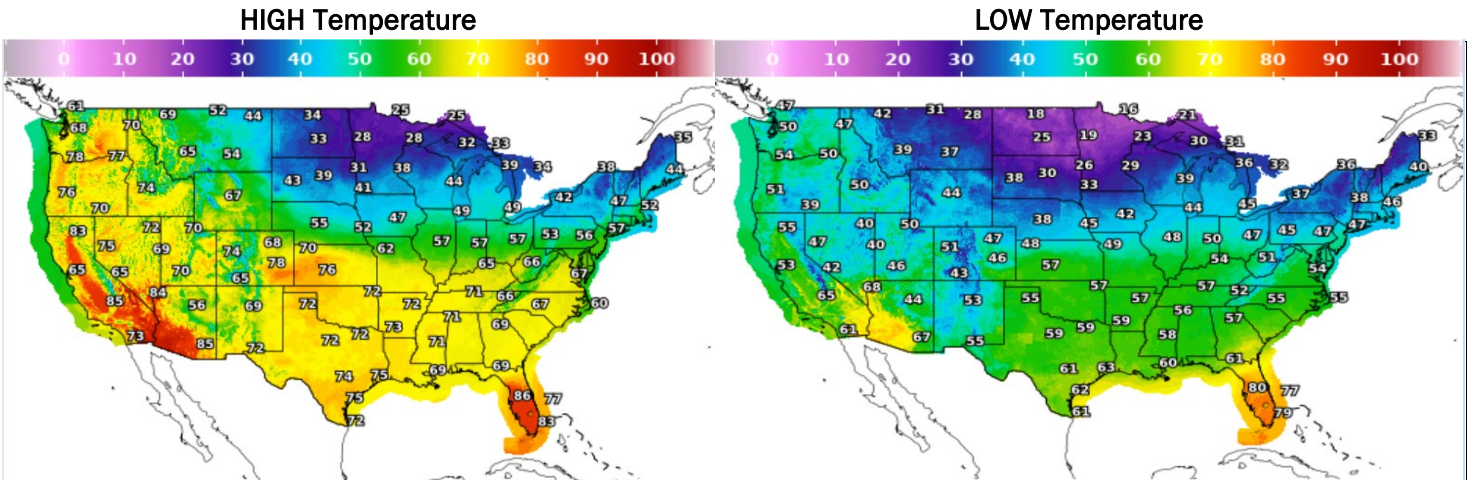 HIGH Temperature
LOW Temperature
0 10 20 30 40 50 60 70 80 90 100
0 10 20 30 40 50 60 70 80 90 100
61 69 52 44 34 25 25
68 70 33 28 28 32 33 35
78 77 65 54 31 38 39 34 38 44
76 74 67 43 39 41 44 42 47 52
70 55 47 49 49
83 72 70 52 57 57 57 53 56 57
75 69 74 68 70 62
65 65 70 65 78 76 65 66 67
85 84 56 69 72 72 72 71 66 67 60
73 85 72 72 73 71 71 69
74 75 69 69
75 72 86 77 83
47 42 31 28 18 16 21
50 47 25 19 23 30 31 33
54 50 39 37 26 29 36 32 36 40
51 50 44 38 30 33 39 37 38 46
39 38 42 44 45
55 40 50 45 48 50 47 45 47 47
47 40 51 47 48 49
53 42 46 43 46 57 54 51 54
65 68 44 53 55 57 57 57 52 55 55
61 67 55 59 59 59 58 56 57
61 63 60 61
62 61 80 77 79